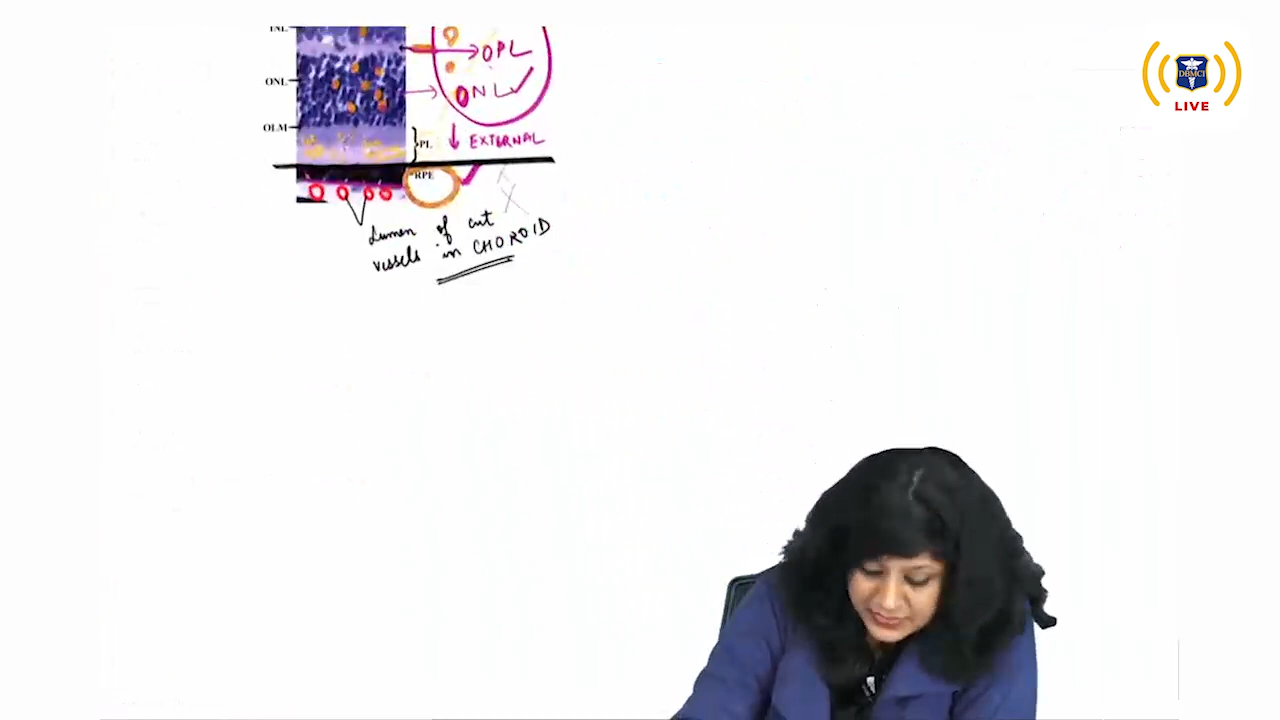 INL
OPL
ONL
ONL
OLM
PL
EXTERNAL
RPE
Lumen of cut
vessels in CHOROID
DBMCI
LIVE